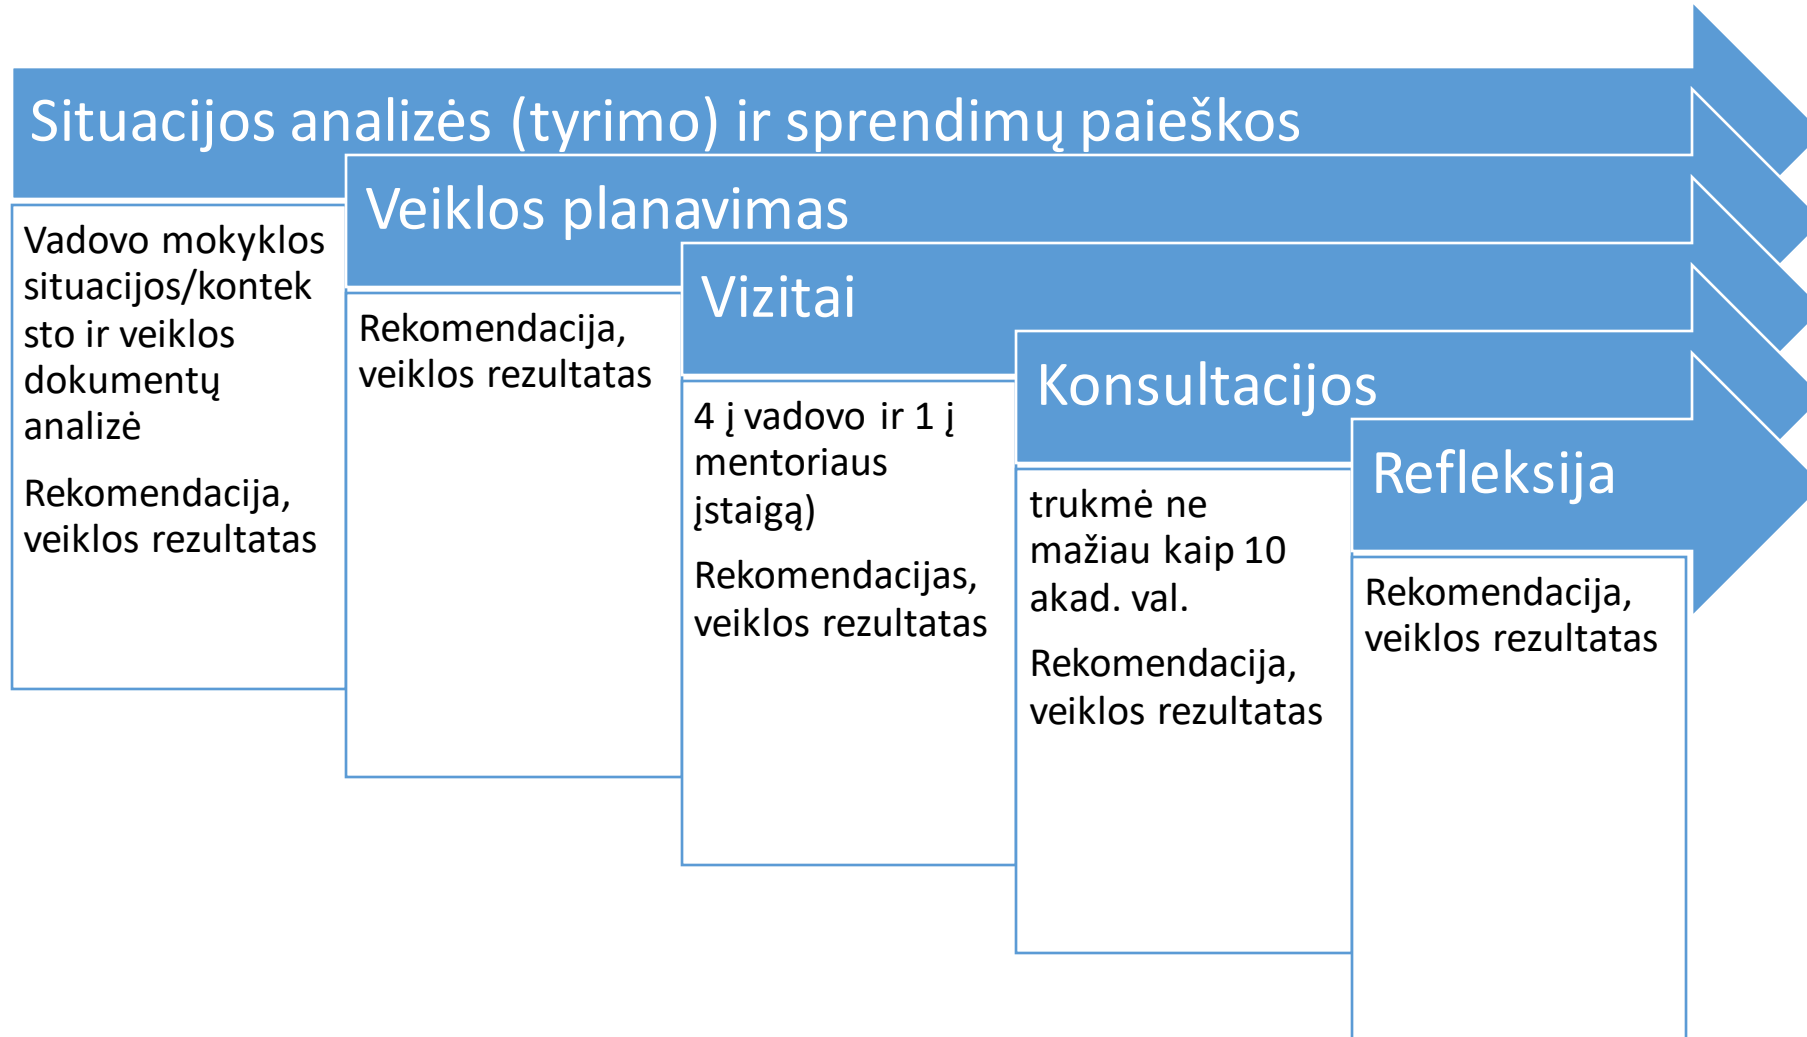 Situacijos analizės (tyrimo) ir sprendimų paieškos
Vadovo mokyklos
situacijos/kontek
sto ir veiklos
dokumentų
analizė
Rekomendacija,
veiklos rezultatas
Veiklos planavimas
Rekomendacija,
veiklos rezultatas
Vizitai
4 į vadovo ir 1 į
mentoriaus
įstaigą)
Rekomendacijas,
veiklos rezultatas
Konsultacijos
trukmė ne
mažiau kaip 10
akad. val.
Rekomendacija,
veiklos rezultatas
Refleksija
Rekomendacija,
veiklos rezultatas